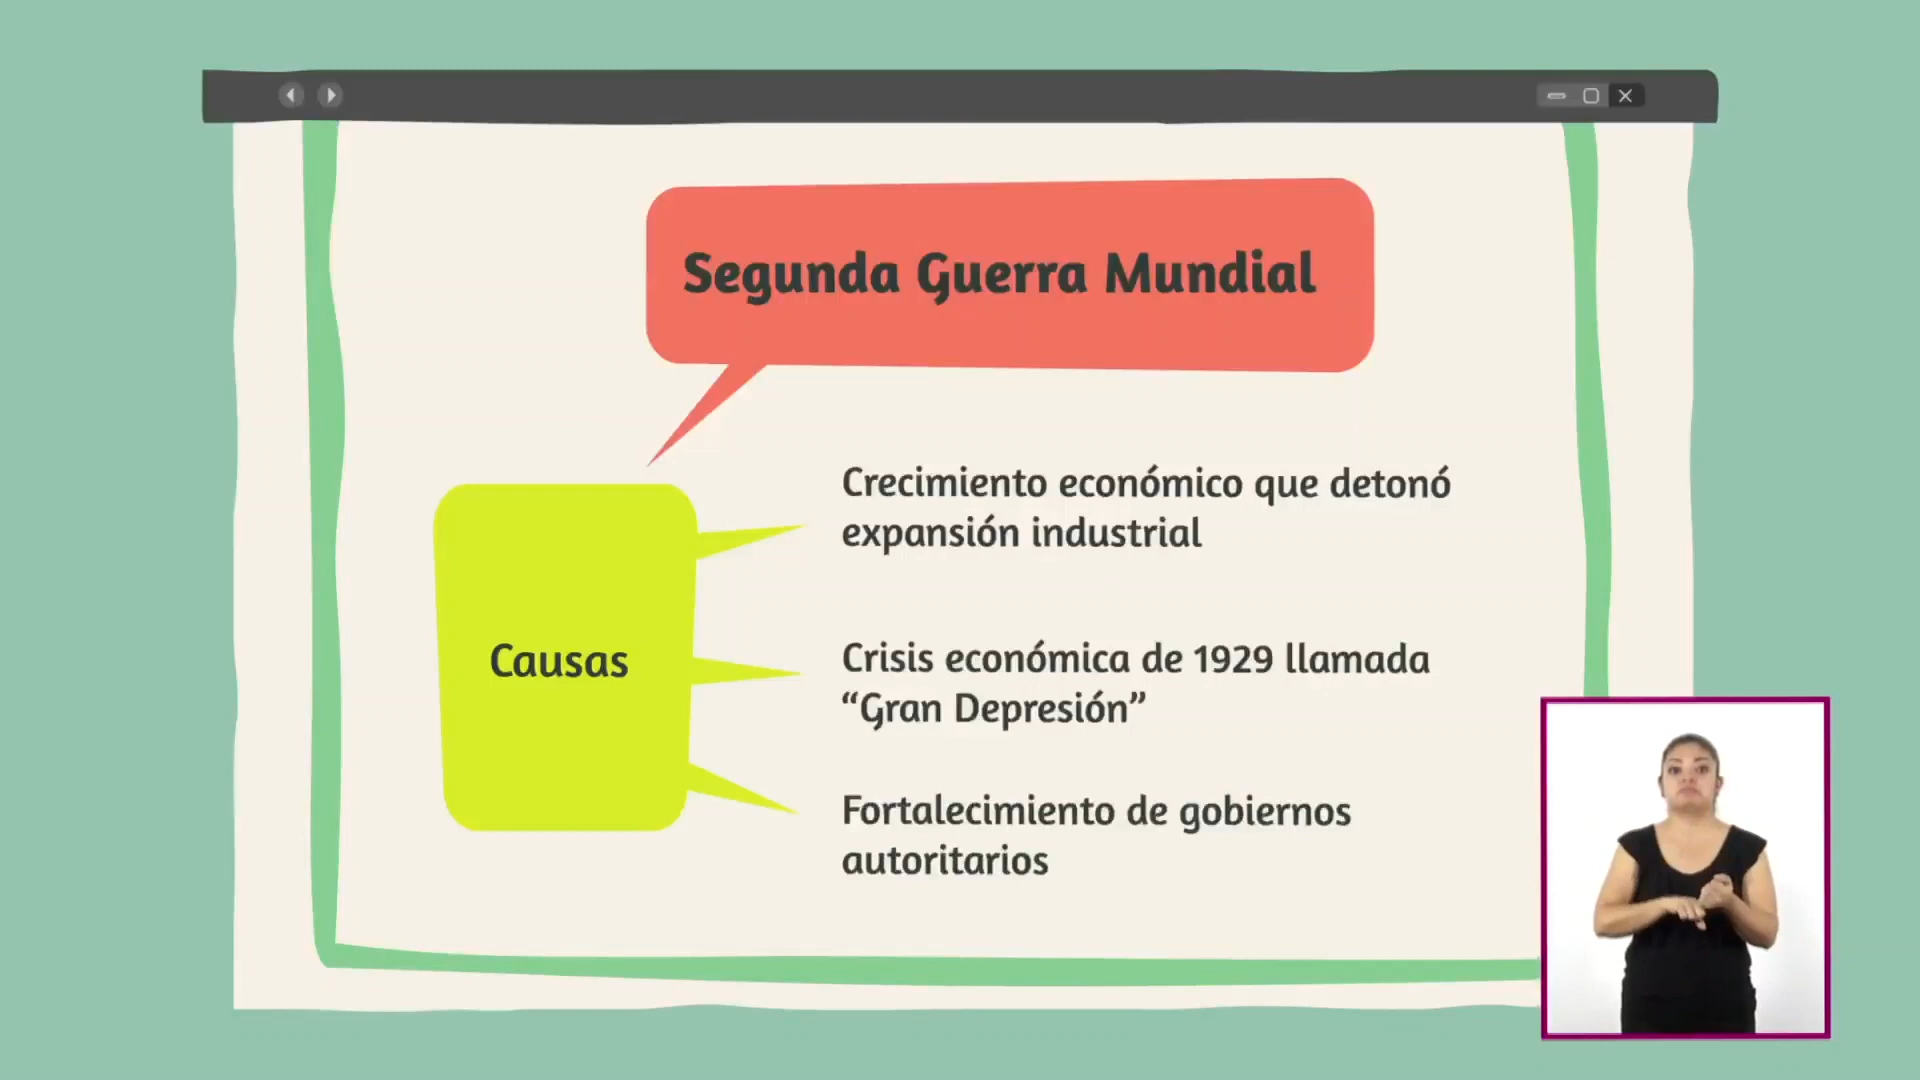 Segunda Guerra Mundial
Causas
Crecimiento económico que detonó
expansión industrial
Crisis económica de 1929 llamada
“Gran Depresión”
Fortalecimiento de gobiernos
autoritarios